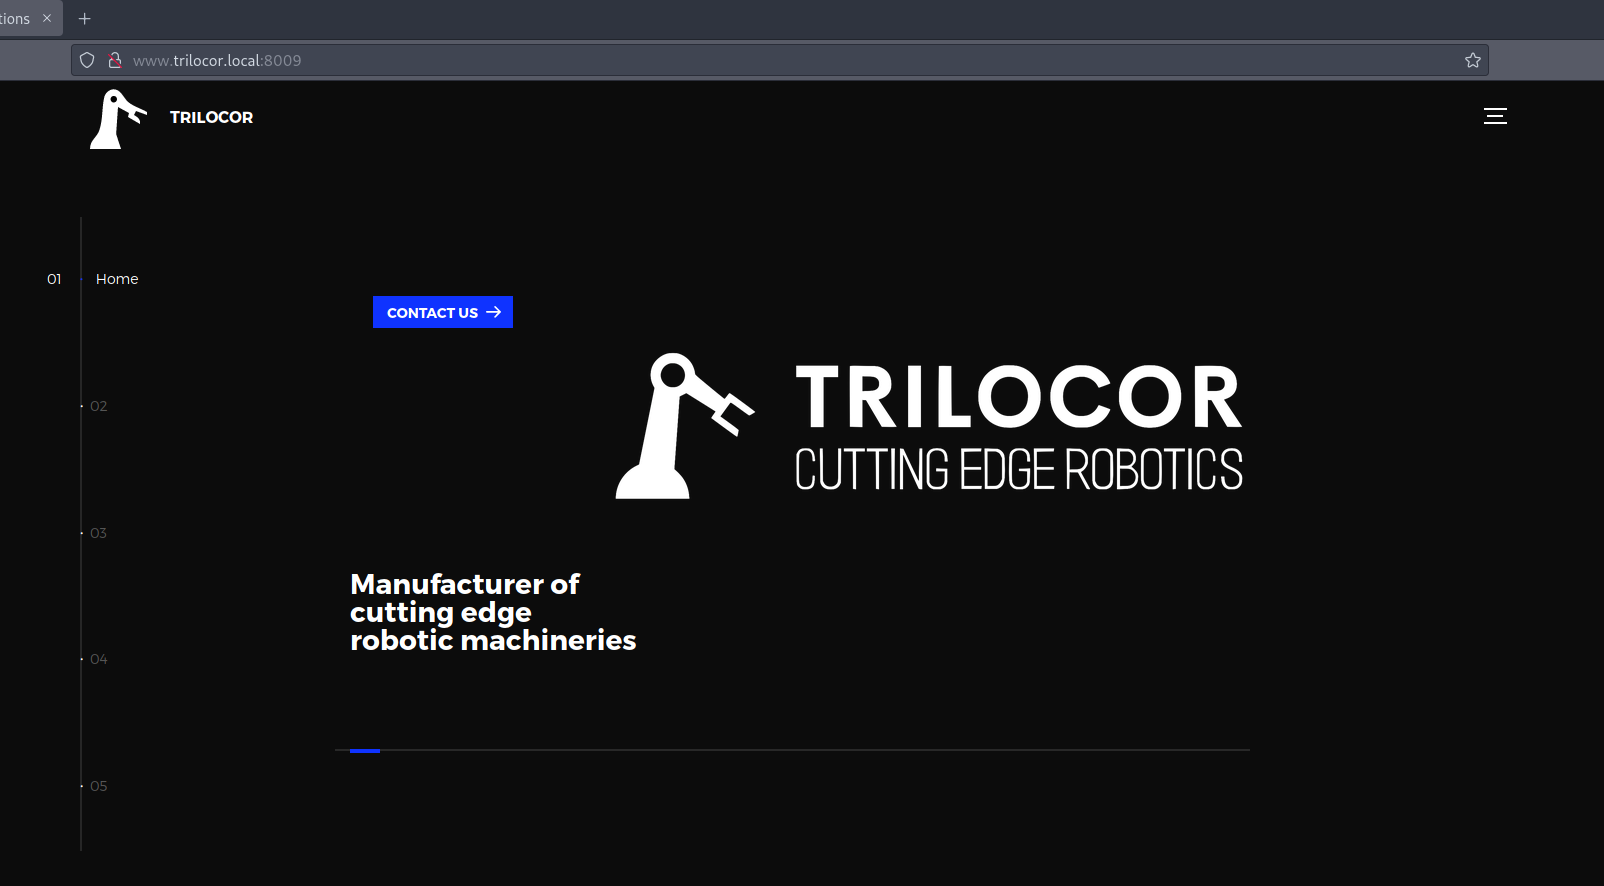 tions
www.trilocor.local:8009
TRILOCOR
01 Home
CONTACT US
TRILOCOR
CUTTING EDGE ROBOTICS
02
03
Manufacturer of
cutting edge
robotic machineries
04
05